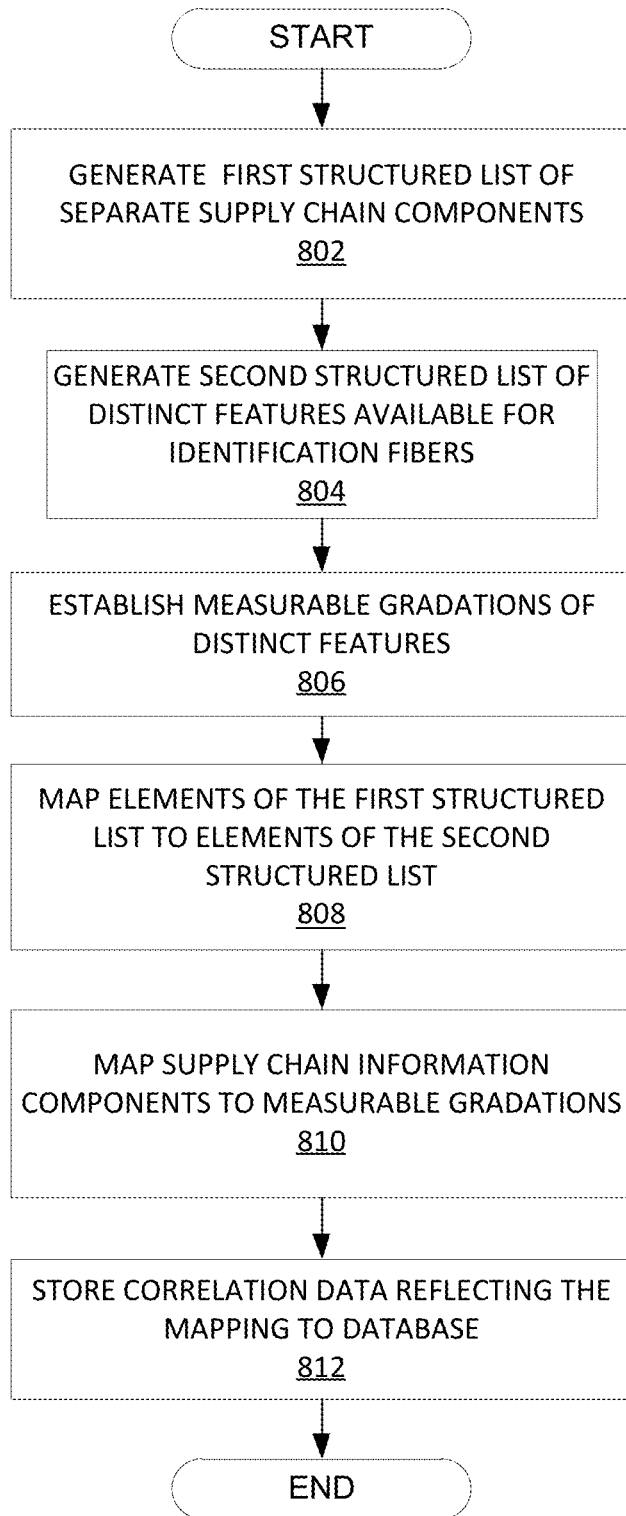 START
GENERATE FIRST STRUCTURED LIST OF
SEPARATE SUPPLY CHAIN COMPONENTS
802
GENERATE SECOND STRUCTURED LIST OF
DISTINCT FEATURES AVAILABLE FOR
IDENTIFICATION FIBERS
804
ESTABLISH MEASURABLE GRADATIONS OF
DISTINCT FEATURES
806
MAP ELEMENTS OF THE FIRST STRUCTURED
LIST TO ELEMENTS OF THE SECOND
STRUCTURED LIST
808
MAP SUPPLY CHAIN INFORMATION
COMPONENTS TO MEASURABLE GRADATIONS
810
STORE CORRELATION DATA REFLECTING THE
MAPPING TO DATABASE
812
END